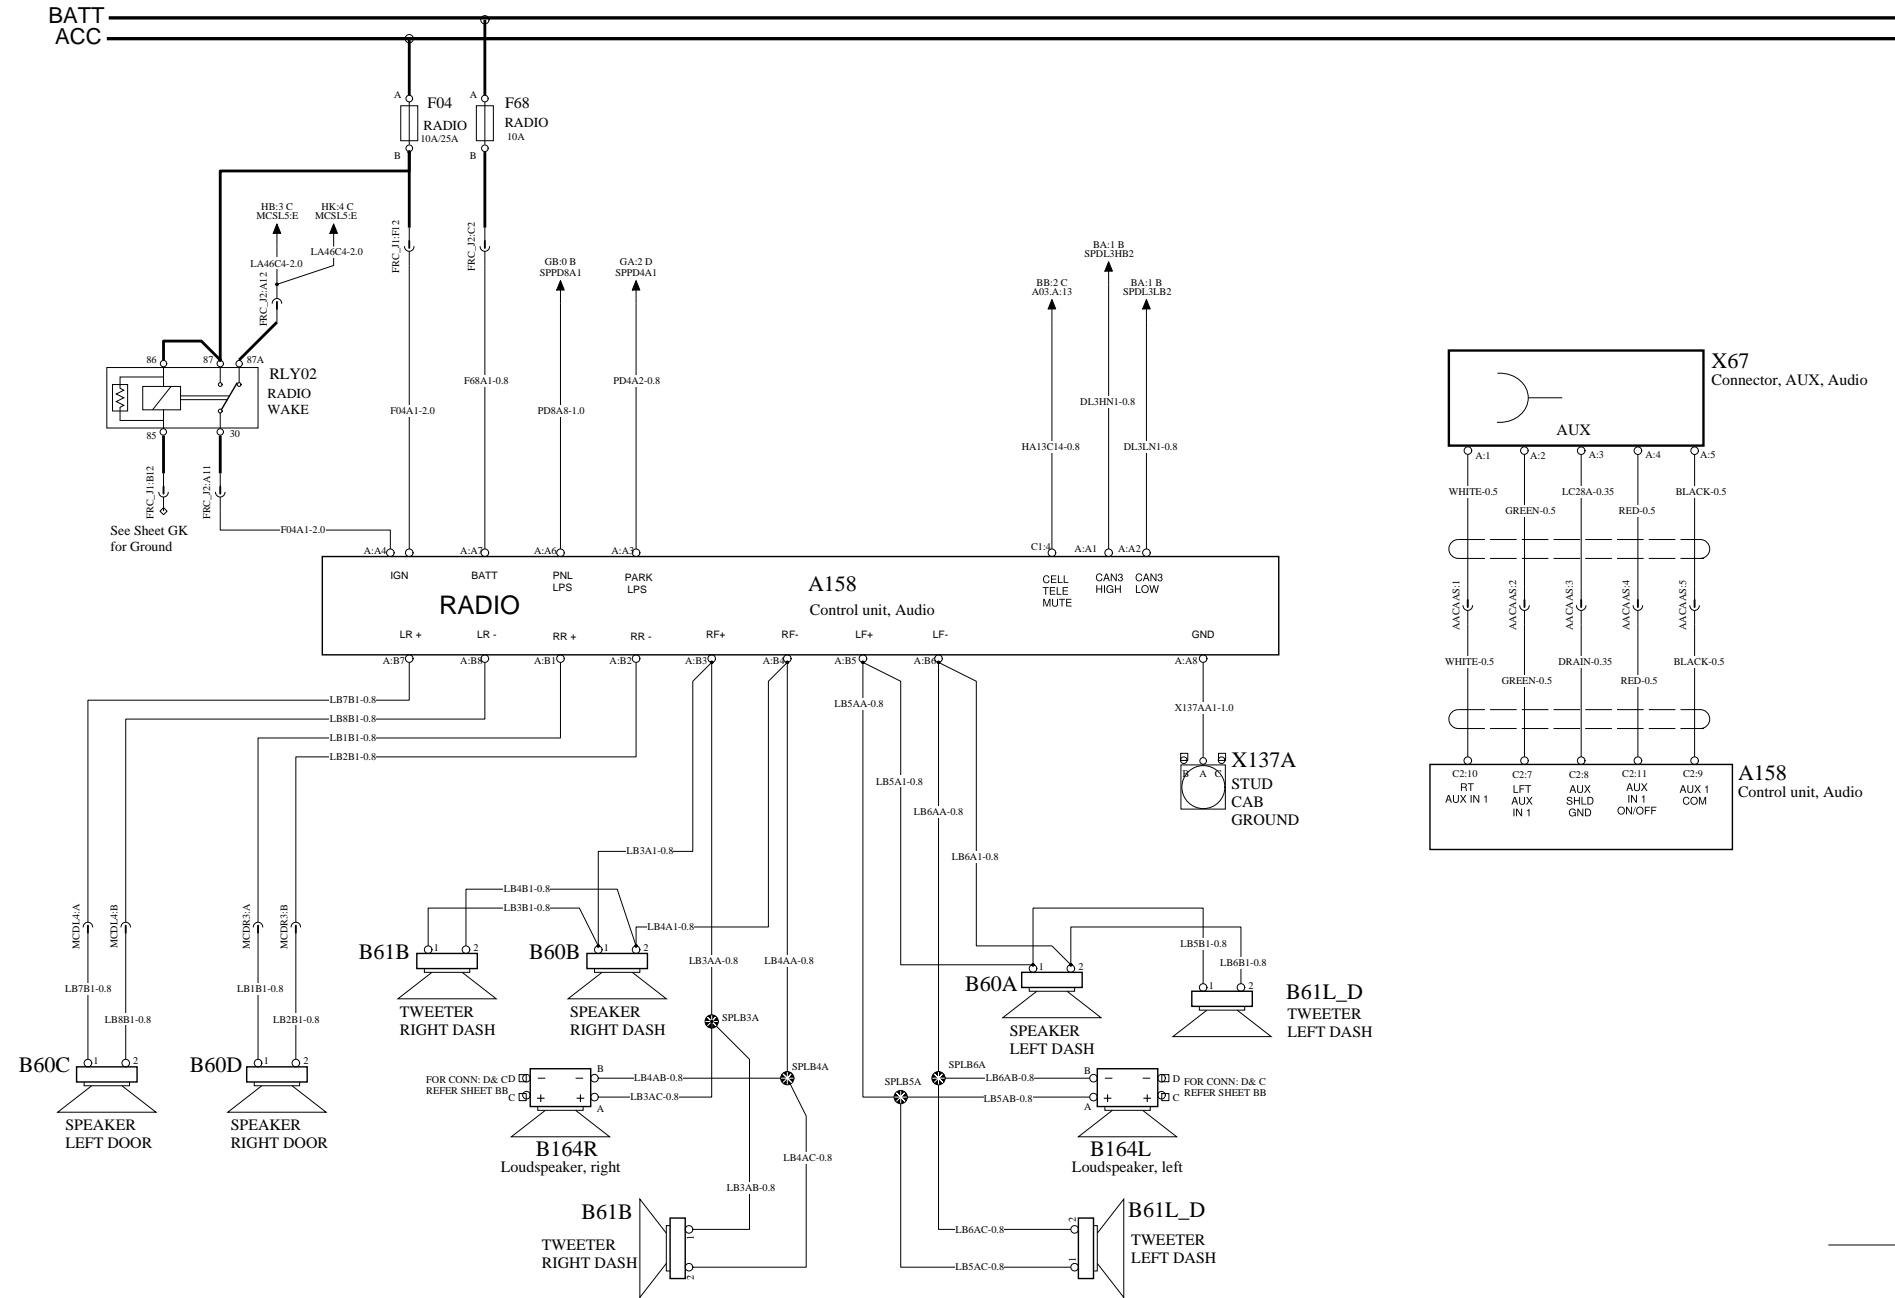 BATT
ACC
A
F04
RADIO
10A/25A
B
A
F68
RADIO
10A
B
HB:3 C
MCSL5:E
HK:4 C
MCSL5:E
LA46C4-2.0
LA46C4-2.0
FRC_J2:A12
FRC_J1:F12
FRC_J2:C2
GB:0 B
SPPD8A1
GA:2 D
SPPD4A1
BB:2 C
A03.A:13
BA:1 B
SPDL3HB2
BA:1 B
SPDL3LB2
86
87
87A
RLY02
RADIO
WAKE
85
30
FRC_J1:B12
FRC_J2:A11
See Sheet GK
for Ground
F04A1-2.0
F04A1-2.0
F68A1-0.8
PD8A8-1.0
PD4A2-0.8
HA13C14-0.8
DL3HN1-0.8
DL3LN1-0.8
A:A4
A:A7
A:A6
A:A3
C1:4
A:A1
A:A2
IGN
BATT
PNL
LPS
PARK
LPS
CELL
TELE
MUTE
CAN3
HIGH
CAN3
LOW
RADIO
A158
Control unit, Audio
LR +
LR -
RR +
RR -
RF+
RF-
LF+
LF-
GND
A:B7
A:B8
A:B1
A:B2
A:B3
A:B4
A:B5
A:B6
A:A8
LB7B1-0.8
LB8B1-0.8
LB1B1-0.8
LB2B1-0.8
LB5AA-0.8
LB5A1-0.8
LB6AA-0.8
LB6A1-0.8
X137AA1-1.0
B
A
C
X137A
STUD
CAB
GROUND
LB3A1-0.8
LB4B1-0.8
LB3B1-0.8
LB4A1-0.8
LB3AA-0.8
LB4AA-0.8
MCDL4:A
MCDL4:B
MCDR3:A
MCDR3:B
LB7B1-0.8
LB8B1-0.8
LB1B1-0.8
LB2B1-0.8
B60C
1
2
SPEAKER
LEFT DOOR
B60D
1
2
SPEAKER
RIGHT DOOR
B61B
1
2
TWEETER
RIGHT DASH
B60B
1
2
SPEAKER
RIGHT DASH
B60A
1
2
SPEAKER
LEFT DASH
LB5B1-0.8
LB6B1-0.8
1
2
B61L_D
TWEETER
LEFT DASH
SPLB3A
SPLB4A
SPLB5A
SPLB6A
FOR CONN: D& C
REFER SHEET BB
D
C
- -
+ +
B
A
LB4AB-0.8
LB3AC-0.8
B164R
Loudspeaker, right
LB6AB-0.8
LB5AB-0.8
B
A
- -
+ +
D
C
FOR CONN: D& C
REFER SHEET BB
B164L
Loudspeaker, left
LB4AC-0.8
LB3AB-0.8
B61B
TWEETER
RIGHT DASH
1
2
LB6AC-0.8
LB5AC-0.8
2
1
B61L_D
TWEETER
LEFT DASH
X67
Connector, AUX, Audio
AUX
A:1
A:2
A:3
A:4
A:5
WHITE-0.5
GREEN-0.5
LC28A-0.35
RED-0.5
BLACK-0.5
AACAAS:1
AACAAS:2
AACAAS:3
AACAAS:4
AACAAS:5
WHITE-0.5
GREEN-0.5
DRAIN-0.35
RED-0.5
BLACK-0.5
C2:10
RT
AUX IN 1
C2:7
LFT
AUX
IN 1
C2:8
AUX
SHLD
GND
C2:11
AUX
IN 1
ON/OFF
C2:9
AUX 1
COM
A158
Control unit, Audio